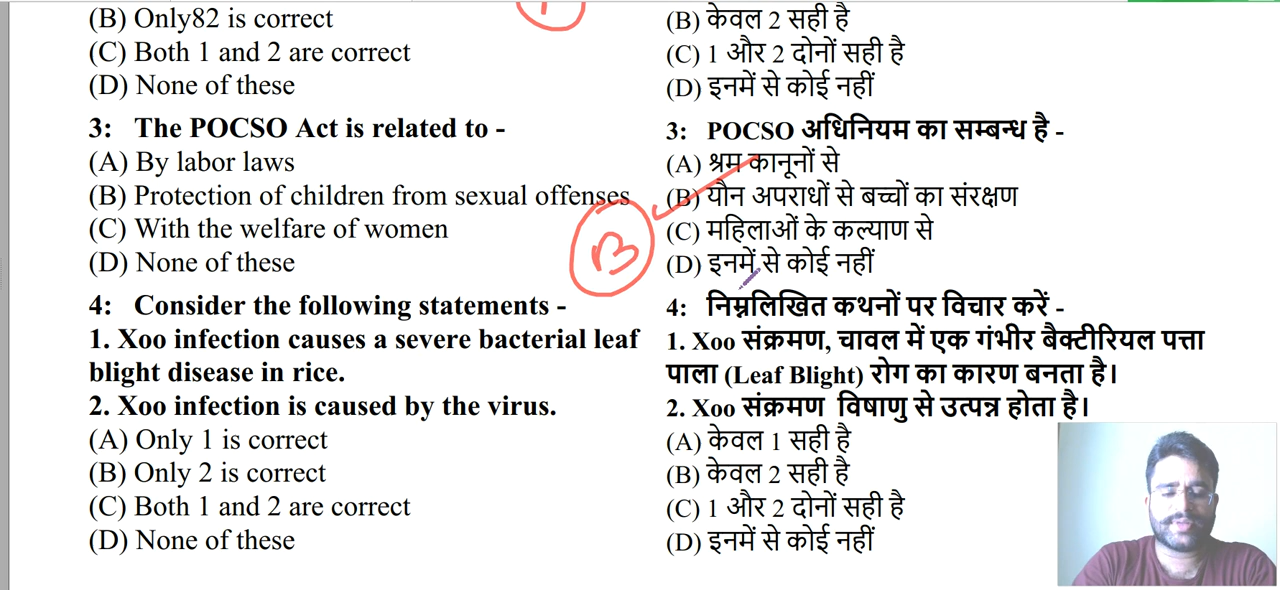 (B) Only82 is correct
(C) Both 1 and 2 are correct
(D) None of these
3: The POCSO Act is related to -
(A) By labor laws
(B) Protection of children from sexual offenses
(C) With the welfare of women
(D) None of these
4: Consider the following statements -
1. Xoo infection causes a severe bacterial leaf
blight disease in rice.
2. Xoo infection is caused by the virus.
(A) Only 1 is correct
(B) Only 2 is correct
(C) Both 1 and 2 are correct
(D) None of these
B
(B) केवल 2 सही है
(C) 1 और 2 दोनों सही है
(D) इनमें से कोई नहीं
3: POCSO अधिनियम का सम्बन्ध है -
(A) श्रम कानूनों से
(B) यौन अपराधों से बच्चों का संरक्षण
(C) महिलाओं के कल्याण से
(D) इनमें से कोई नहीं
4: निम्नलिखित कथनों पर विचार करें -
1. Xoo संक्रमण, चावल में एक गंभीर बैक्टीरियल पत्ता
पाला (Leaf Blight) रोग का कारण बनता है।
2. Xoo संक्रमण विषाणु से उत्पन्न होता है।
(A) केवल 1 सही है
(B) केवल 2 सही है
(C) 1 और 2 दोनों सही है
(D) इनमें से कोई नहीं